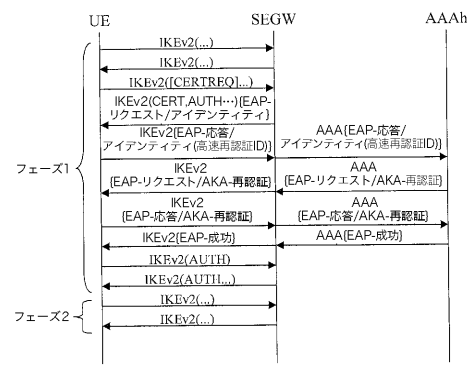 UE SEGW AAAh
IKEv2(...)
IKEv2(...)
IKEv2([CERTREQ]...)
IKEv2(CERT,AUTH…){EAP-
リクエスト/アイデンティティ}
IKEv2{EAP-応答/
アイデンティティ(高速再認証ID)}
AAA{EAP-応答/
アイデンティティ(高速再認証ID)}
フェーズ1
IKEv2
{EAP-リクエスト/AKA-再認証}
AAA
{EAP-リクエスト/AKA-再認証}
IKEv2
{EAP-応答/AKA-再認証}
AAA
{EAP-応答/AKA-再認証}
IKEv2{EAP-成功}
AAA{EAP-成功}
IKEv2(AUTH)
IKEv2(AUTH...)
フェーズ2
IKEv2(...)
IKEv2(...)